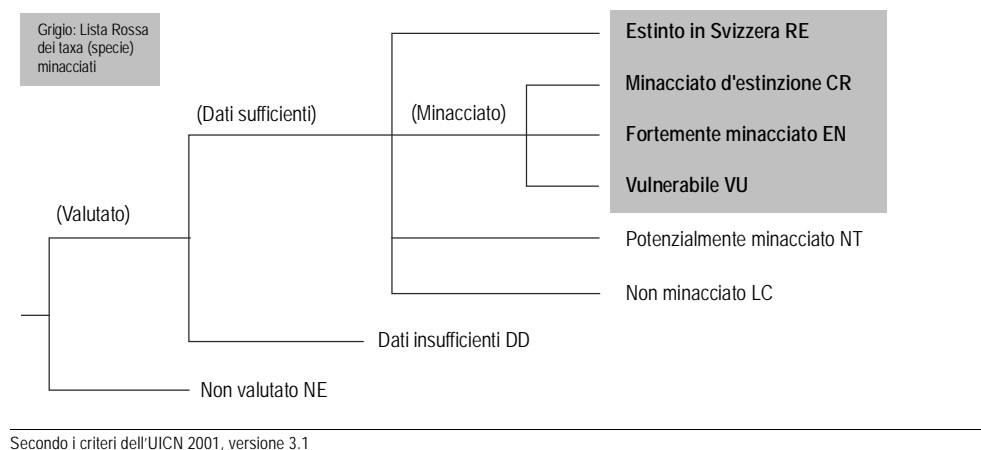 Grigio: Lista Rossa
dei taxa (specie)
minacciati
Estinto in Svizzera RE
Minacciato d'estinzione CR
(Dati sufficienti)
(Minacciato)
Fortemente minacciato EN
Vulnerabile VU
(Valutato)
Potenzialmente minacciato NT
Non minacciato LC
Dati insufficienti DD
Non valutato NE
Secondo i criteri dell'UICN 2001, versione 3.1